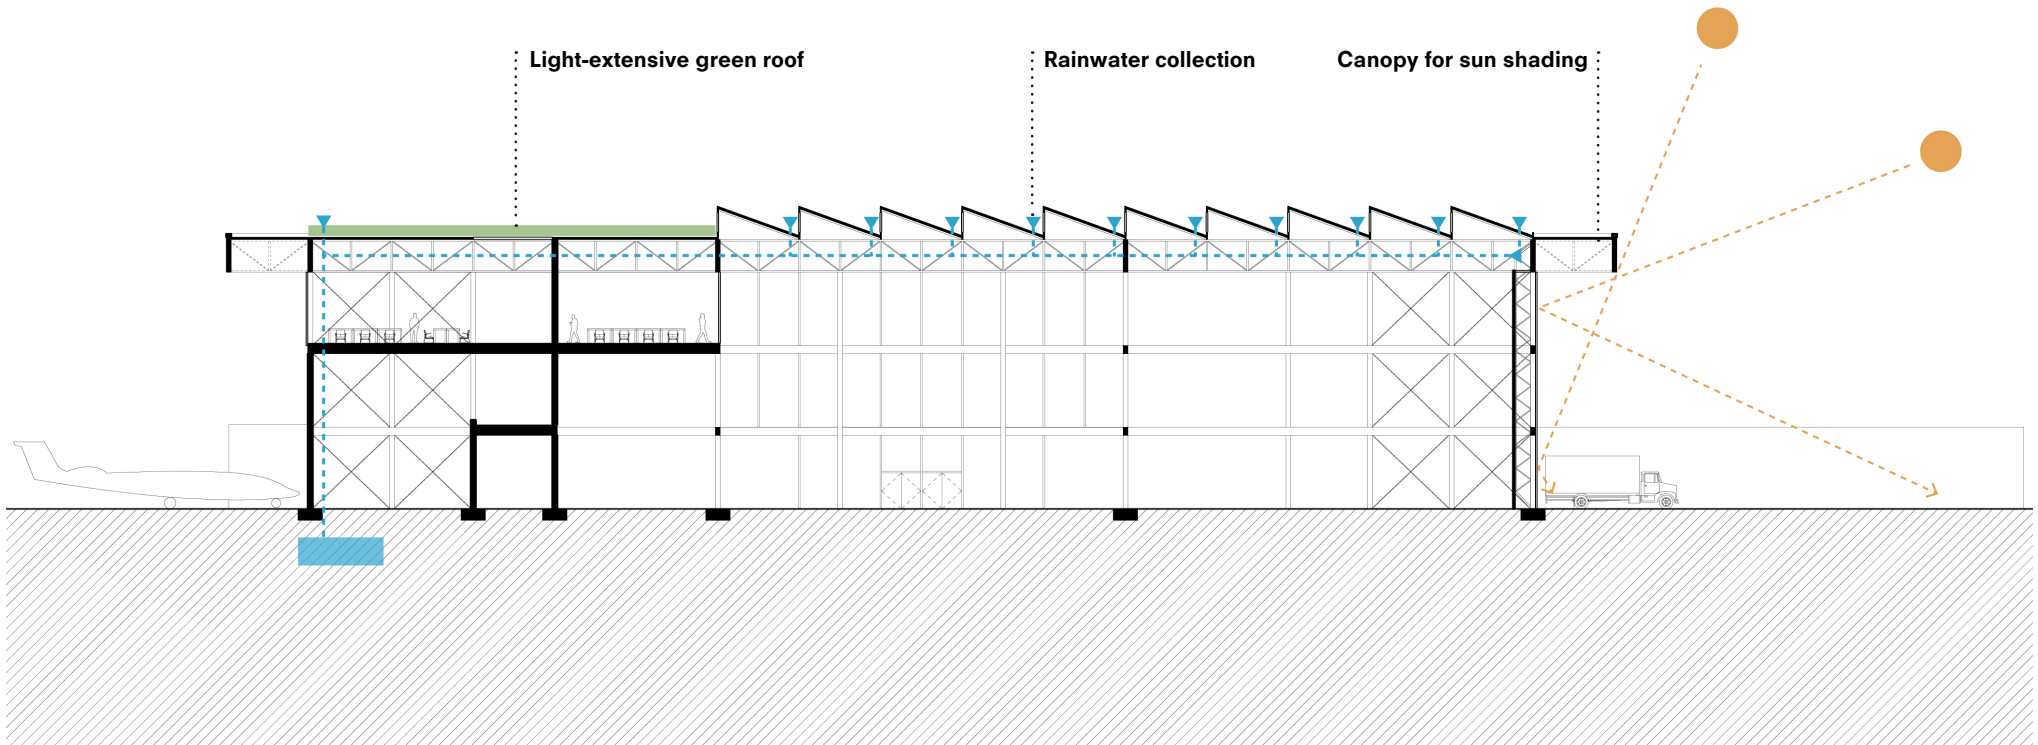 Light-extensive green roof
Rainwater collection
Canopy for sun shading